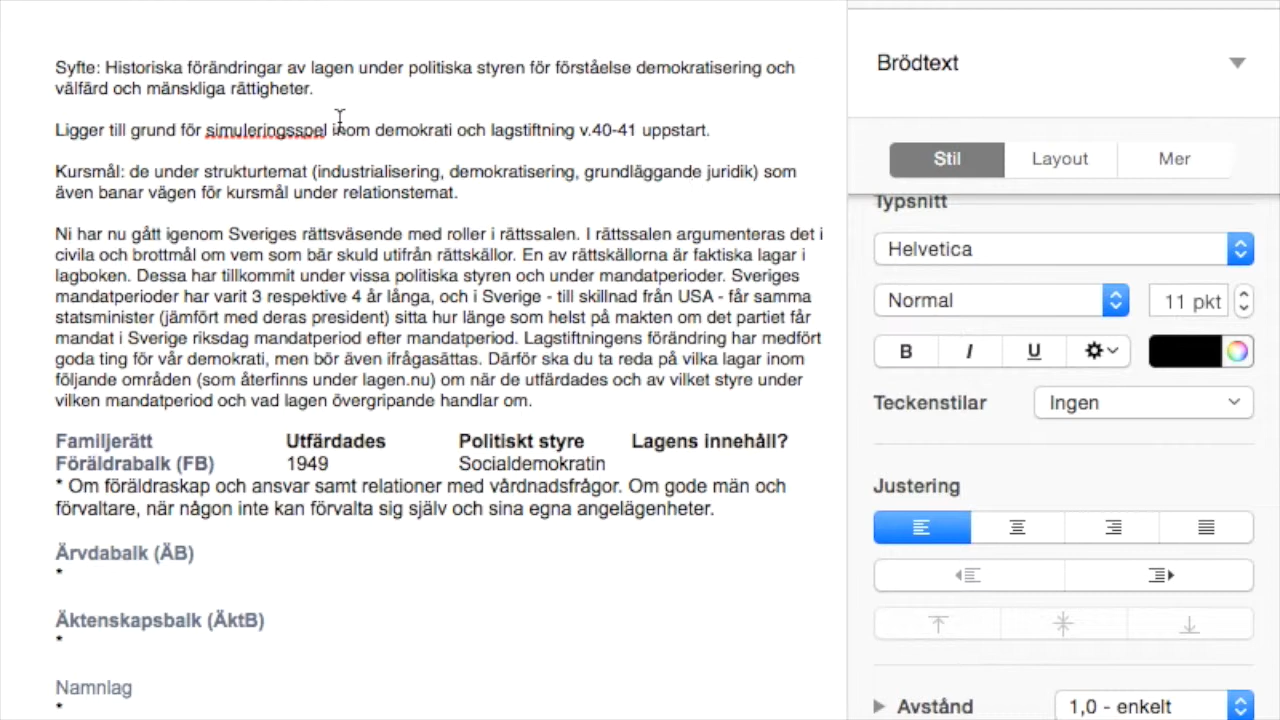 Syfte: Historiska förändringar av lagen under politiska styren för förståelse demokratisering och
välfärd och mänskliga rättigheter.
Ligger till grund för simuleringsspel inom demokrati och lagstiftning v.40-41 uppstart.
Kursmål: de under strukturtemat (industrialisering, demokratisering, grundläggande juridik) som
även banar vägen för kursmål under relationstemat.
Ni har nu gått igenom Sveriges rättsväsende med roller i rättssalen. I rättssalen argumenteras det i
civila och brottmål om vem som bär skuld utifrån rättskällor. En av rättskällorna är faktiska lagar i
lagboken. Dessa har tillkommit under vissa politiska styren och under mandatperioder. Sveriges
mandatperioder har varit 3 respektive 4 år långa, och i Sverige - till skillnad från USA - får samma
statsminister (jämfört med deras president) sitta hur länge som helst på makten om det partiet får
mandat i Sverige riksdag mandatperiod efter mandatperiod. Lagstiftningens förändring har medfört
goda ting för vår demokrati, men bör även ifrågasättas. Därför ska du ta reda på vilka lagar inom
följande områden (som återfinns under lagen.nu) om när de utfärdades och av vilket styre under
vilken mandatperiod och vad lagen övergripande handlar om.
Familjerätt Utfärdades Politiskt styre Lagens innehåll?
Föräldrabalk (FB) 1949 Socialdemokratin
* Om föräldraskap och ansvar samt relationer med vårdnadsfrågor. Om gode män och
förvaltare, när någon inte kan förvalta sig själv och sina egna angelägenheter.
Ärvdabalk (ÄB)
*
Äktenskapsbalk (ÄktB)
*
Namnlag
*
Brödtext
Stil Layout Mer
Typsnitt
Helvetica
Normal 11 pkt
B I U
Teckenstilar Ingen
Justering
Avstånd 1,0 - enkelt